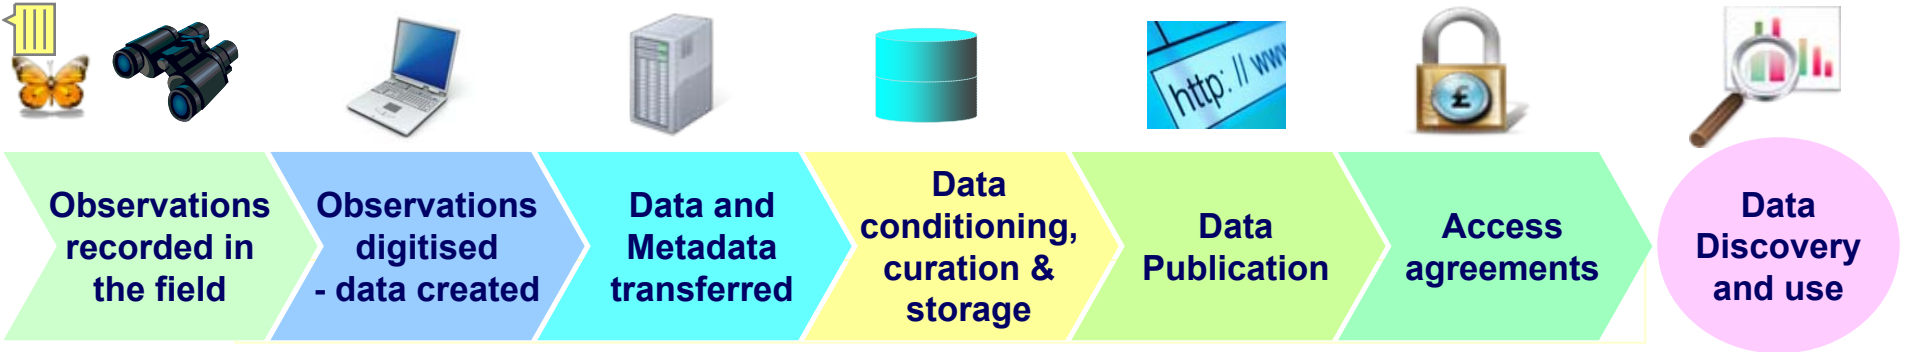 http: // www
£
Observations
recorded in
the field
Observations
digitised
- data created
Data and
Metadata
transferred
Data
conditioning,
curation &
storage
Data
Publication
Access
agreements
Data
Discovery
and use